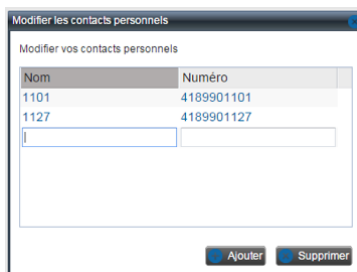 Modifier les contacts personnels
Modifier vos contacts personnels
Nom Numéro
1101 4189901101
1127 4189901127
Ajouter Supprimer